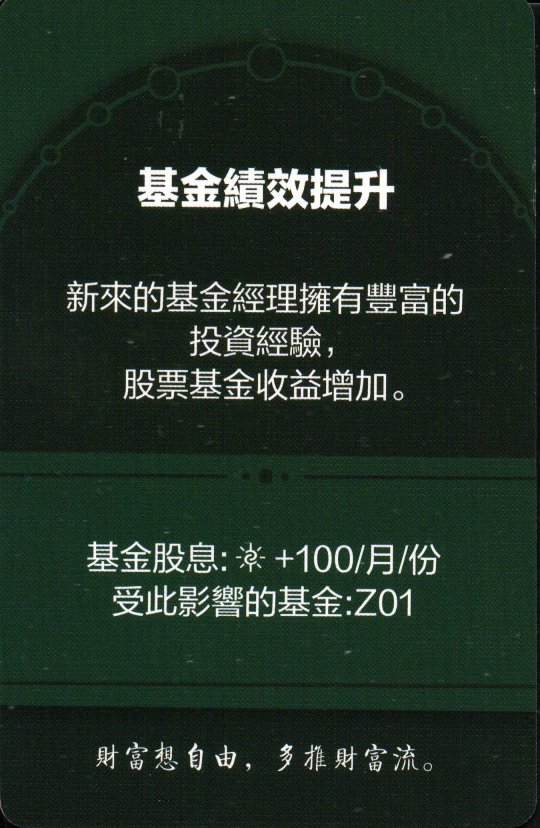 基金績效提升
新來的基金經理擁有豐富的
投資經驗，
股票基金收益增加。
基金股息: +100/月/份
受此影響的基金:Z01
財富想自由，多推財富流。